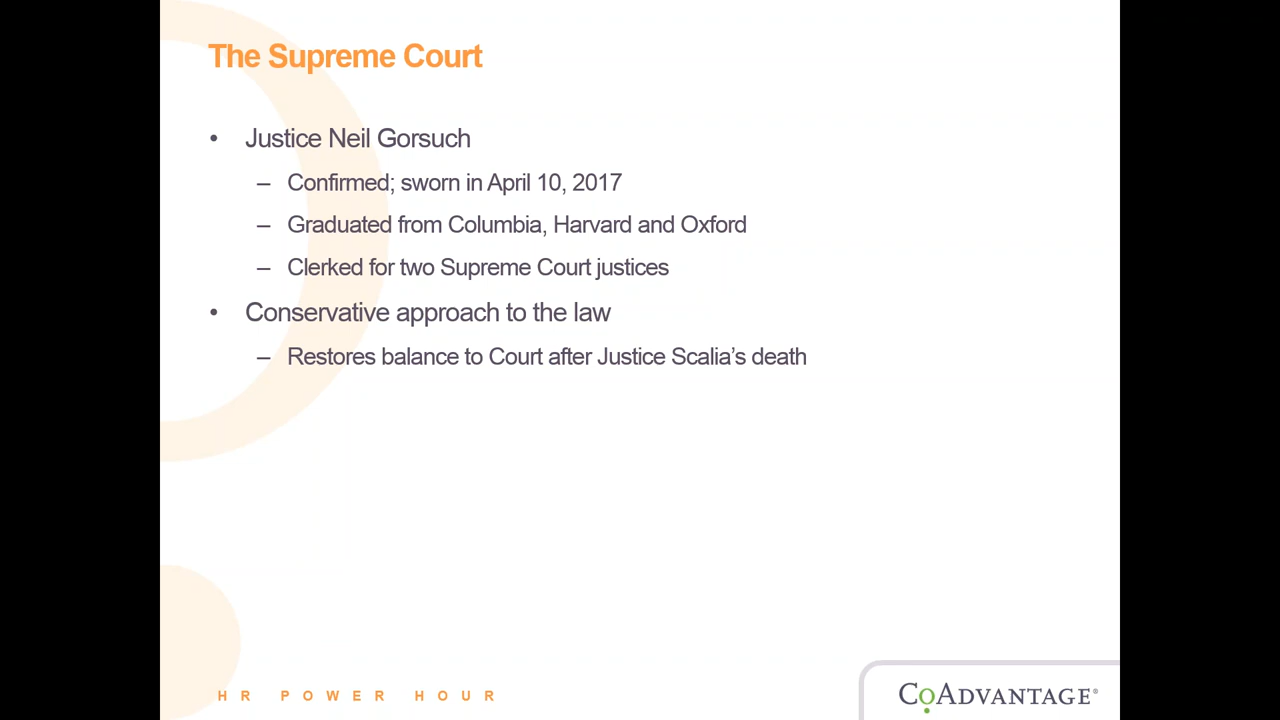 The Supreme Court
• Justice Neil Gorsuch
– Confirmed; sworn in April 10, 2017
– Graduated from Columbia, Harvard and Oxford
– Clerked for two Supreme Court justices
• Conservative approach to the law
– Restores balance to Court after Justice Scalia’s death
HR POWER HOUR
COADVANTAGE®